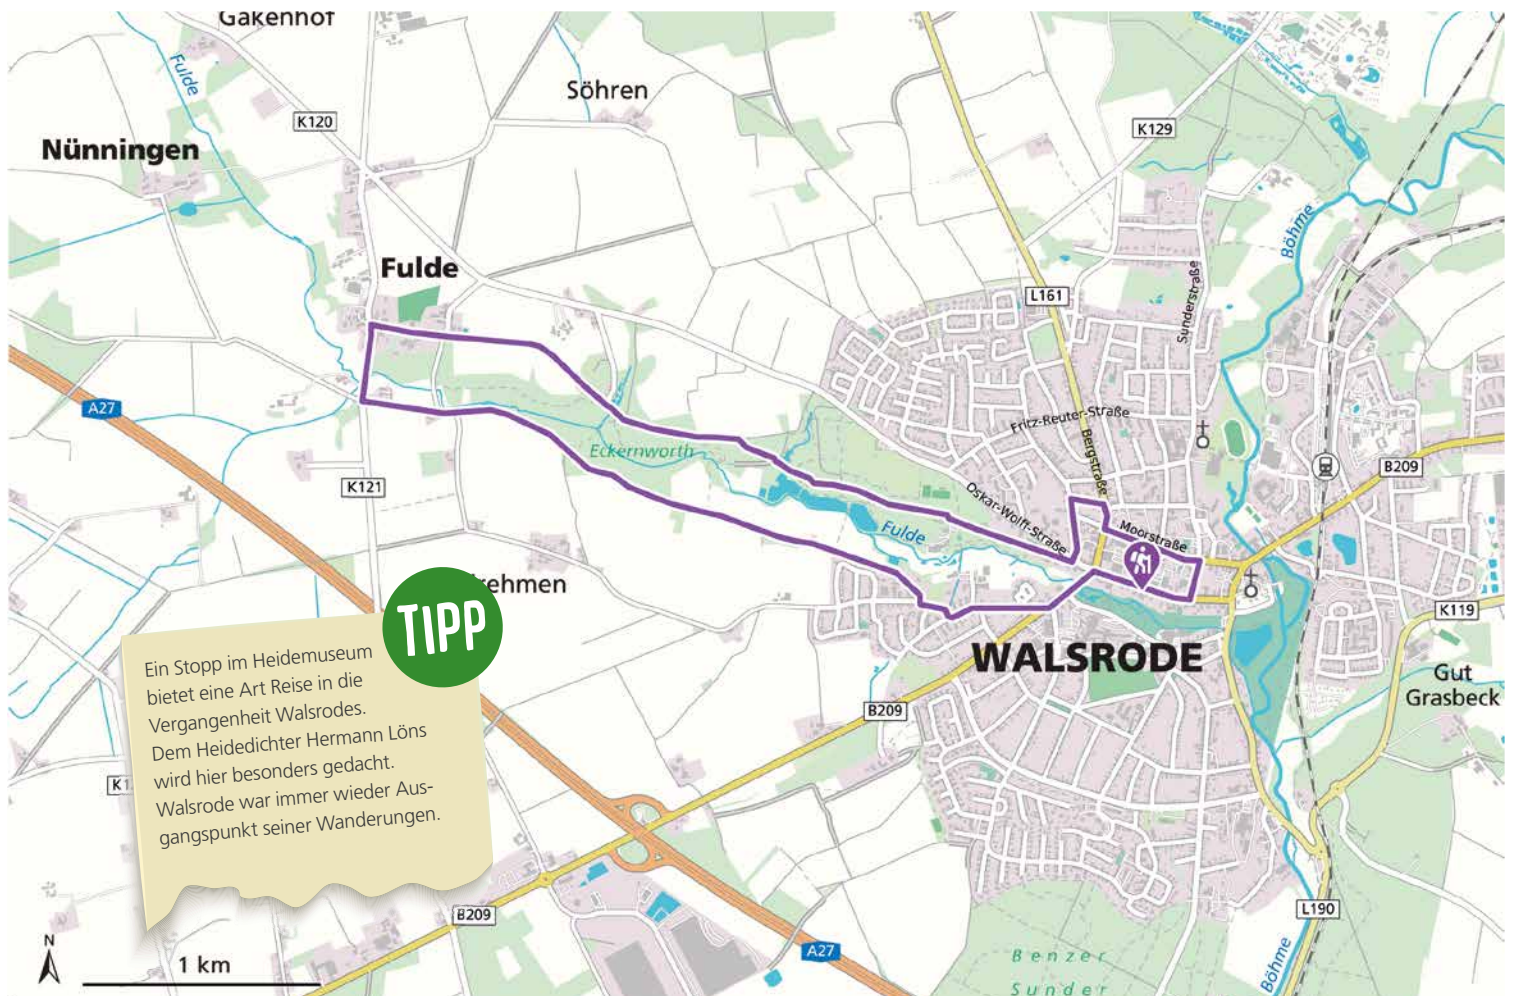 Gakenhof
Fulde
Söhren
K120
K129
Nünningen
Böhme
Fulde
L161
Sunderstraße
A27
Fritz-Reuter-Straße
Bergstraße
Eckernworth
B209
K121
Oskar-Wolff-Straße
Moorstraße
Fulde
K119
WALSRODE
Gut
Grasbeck
B209
TIPP
Ein Stopp im Heidemuseum
bietet eine Art Reise in die
Vergangenheit Walsrodes.
Dem Heidedichter Hermann Löns
wird hier besonders gedacht.
Walsrode war immer wieder Aus-
gangspunkt seiner Wanderungen.
B209
L190
N
1 km
A27
Benzer
Sunder
Böhme